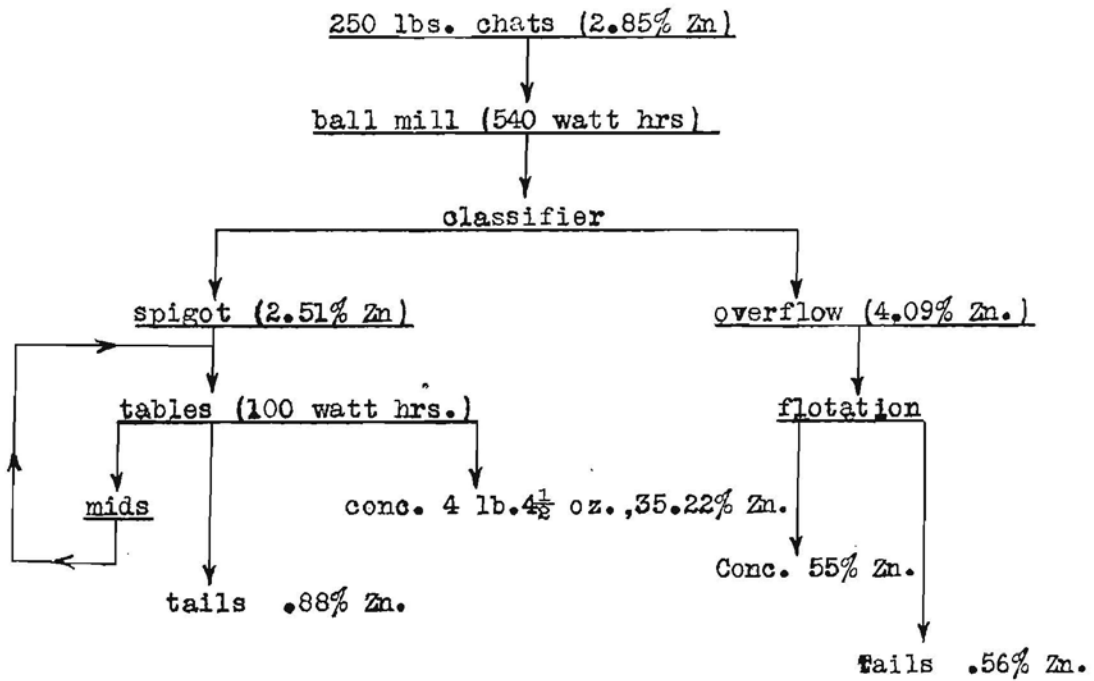 250 lbs. chats (2.85% Zn)
ball mill (540 watt hrs)
classifier
spigot (2.51% Zn)
overflow (4.09% Zn.)
tables (100 watt hrs.)
flotation
mids
conc. 4 lb.4½ oz.,35.22% Zn.
Conc. 55% Zn.
tails .88% Zn.
Tails .56% Zn.